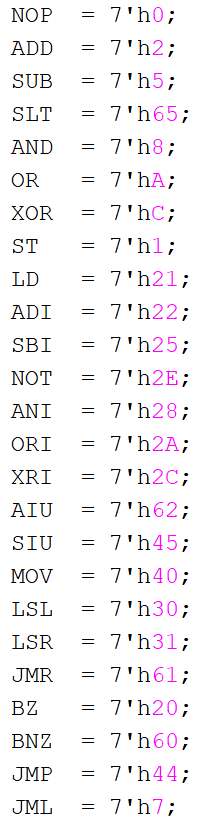 NOP = 7'h0;
ADD = 7'h2;
SUB = 7'h5;
SLT = 7'h65;
AND = 7'h8;
OR = 7'hA;
XOR = 7'hC;
ST = 7'h1;
LD = 7'h21;
ADI = 7'h22;
SBI = 7'h25;
NOT = 7'h2E;
ANI = 7'h28;
ORI = 7'h2A;
XRI = 7'h2C;
AIU = 7'h62;
SIU = 7'h45;
MOV = 7'h40;
LSL = 7'h30;
LSR = 7'h31;
JMR = 7'h61;
BZ = 7'h20;
BNZ = 7'h60;
JMP = 7'h44;
JML = 7'h7;